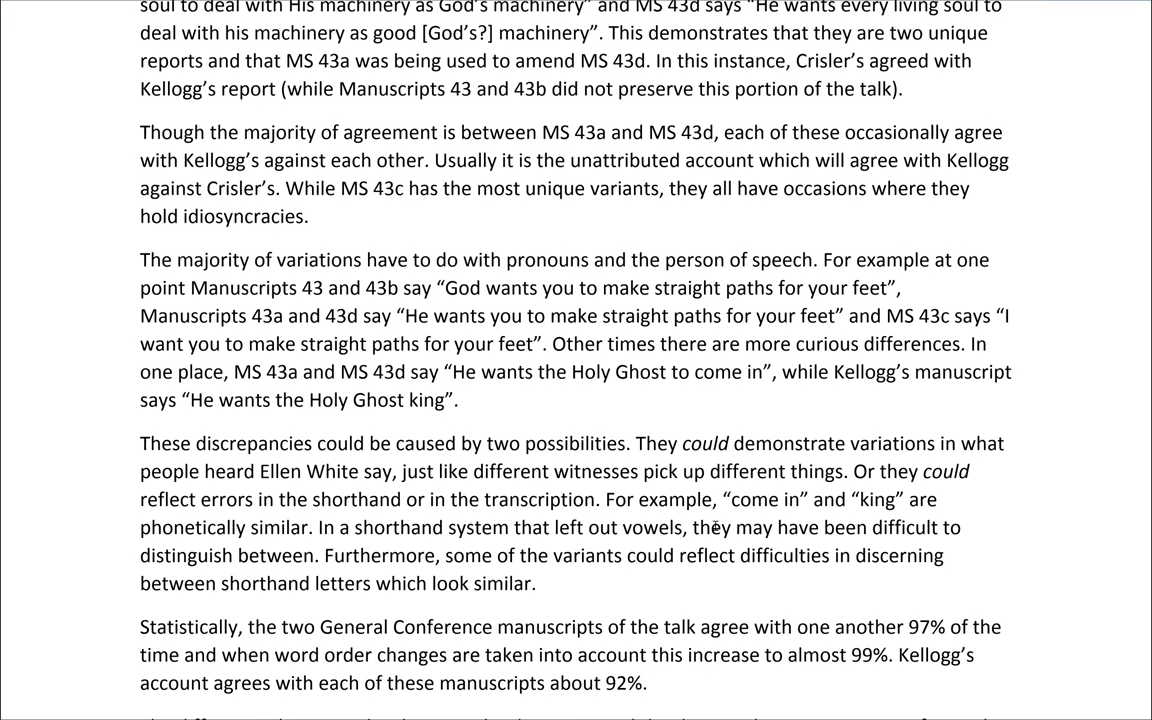 soul to deal with His machinery as God's machinery” and MS 43d says “He wants every living soul to
deal with his machinery as good [God’s?] machinery”. This demonstrates that they are two unique
reports and that MS 43a was being used to amend MS 43d. In this instance, Crisler’s agreed with
Kellogg’s report (while Manuscripts 43 and 43b did not preserve this portion of the talk).
Though the majority of agreement is between MS 43a and MS 43d, each of these occasionally agree
with Kellogg’s against each other. Usually it is the unattributed account which will agree with Kellogg
against Crisler’s. While MS 43c has the most unique variants, they all have occasions where they
hold idiosyncracies.
The majority of variations have to do with pronouns and the person of speech. For example at one
point Manuscripts 43 and 43b say “God wants you to make straight paths for your feet”,
Manuscripts 43a and 43d say “He wants you to make straight paths for your feet” and MS 43c says “I
want you to make straight paths for your feet”. Other times there are more curious differences. In
one place, MS 43a and MS 43d say “He wants the Holy Ghost to come in”, while Kellogg’s manuscript
says “He wants the Holy Ghost king”.
These discrepancies could be caused by two possibilities. They could demonstrate variations in what
people heard Ellen White say, just like different witnesses pick up different things. Or they could
reflect errors in the shorthand or in the transcription. For example, “come in” and “king” are
phonetically similar. In a shorthand system that left out vowels, they may have been difficult to
distinguish between. Furthermore, some of the variants could reflect difficulties in discerning
between shorthand letters which look similar.
Statistically, the two General Conference manuscripts of the talk agree with one another 97% of the
time and when word order changes are taken into account this increase to almost 99%. Kellogg’s
account agrees with each of these manuscripts about 92%.